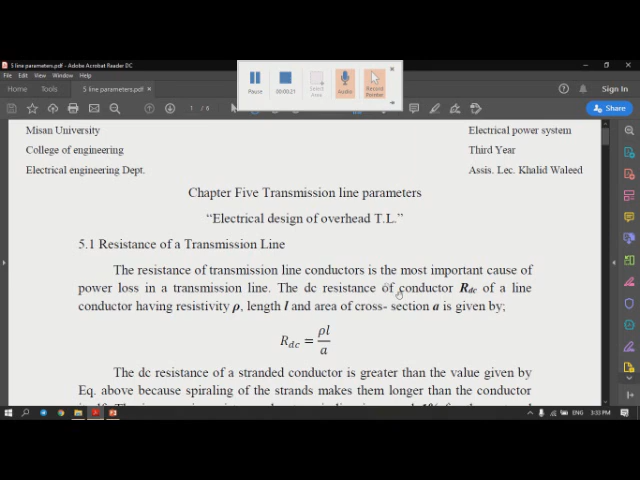 5 line parameters.pdf - Adobe Acrobat Reader DC
File Edit View Window Help
Home Tools 5 line parameters.pdf × Sign In
1 / 6 Share
Pause 00:00:21 Select Area Audio Record Pointer
Misan University Electrical power system
College of engineering Third Year
Electrical engineering Dept. Assis. Lec. Khalid Waleed
Chapter Five Transmission line parameters
“Electrical design of overhead T.L.”
5.1 Resistance of a Transmission Line
The resistance of transmission line conductors is the most important cause of
power loss in a transmission line. The dc resistance of conductor Rdc of a line
conductor having resistivity ρ, length l and area of cross- section a is given by;
Rdc = ρl / a
The dc resistance of a stranded conductor is greater than the value given by
Eq. above because spiraling of the strands makes them longer than the conductor
ENG 3:33 PM